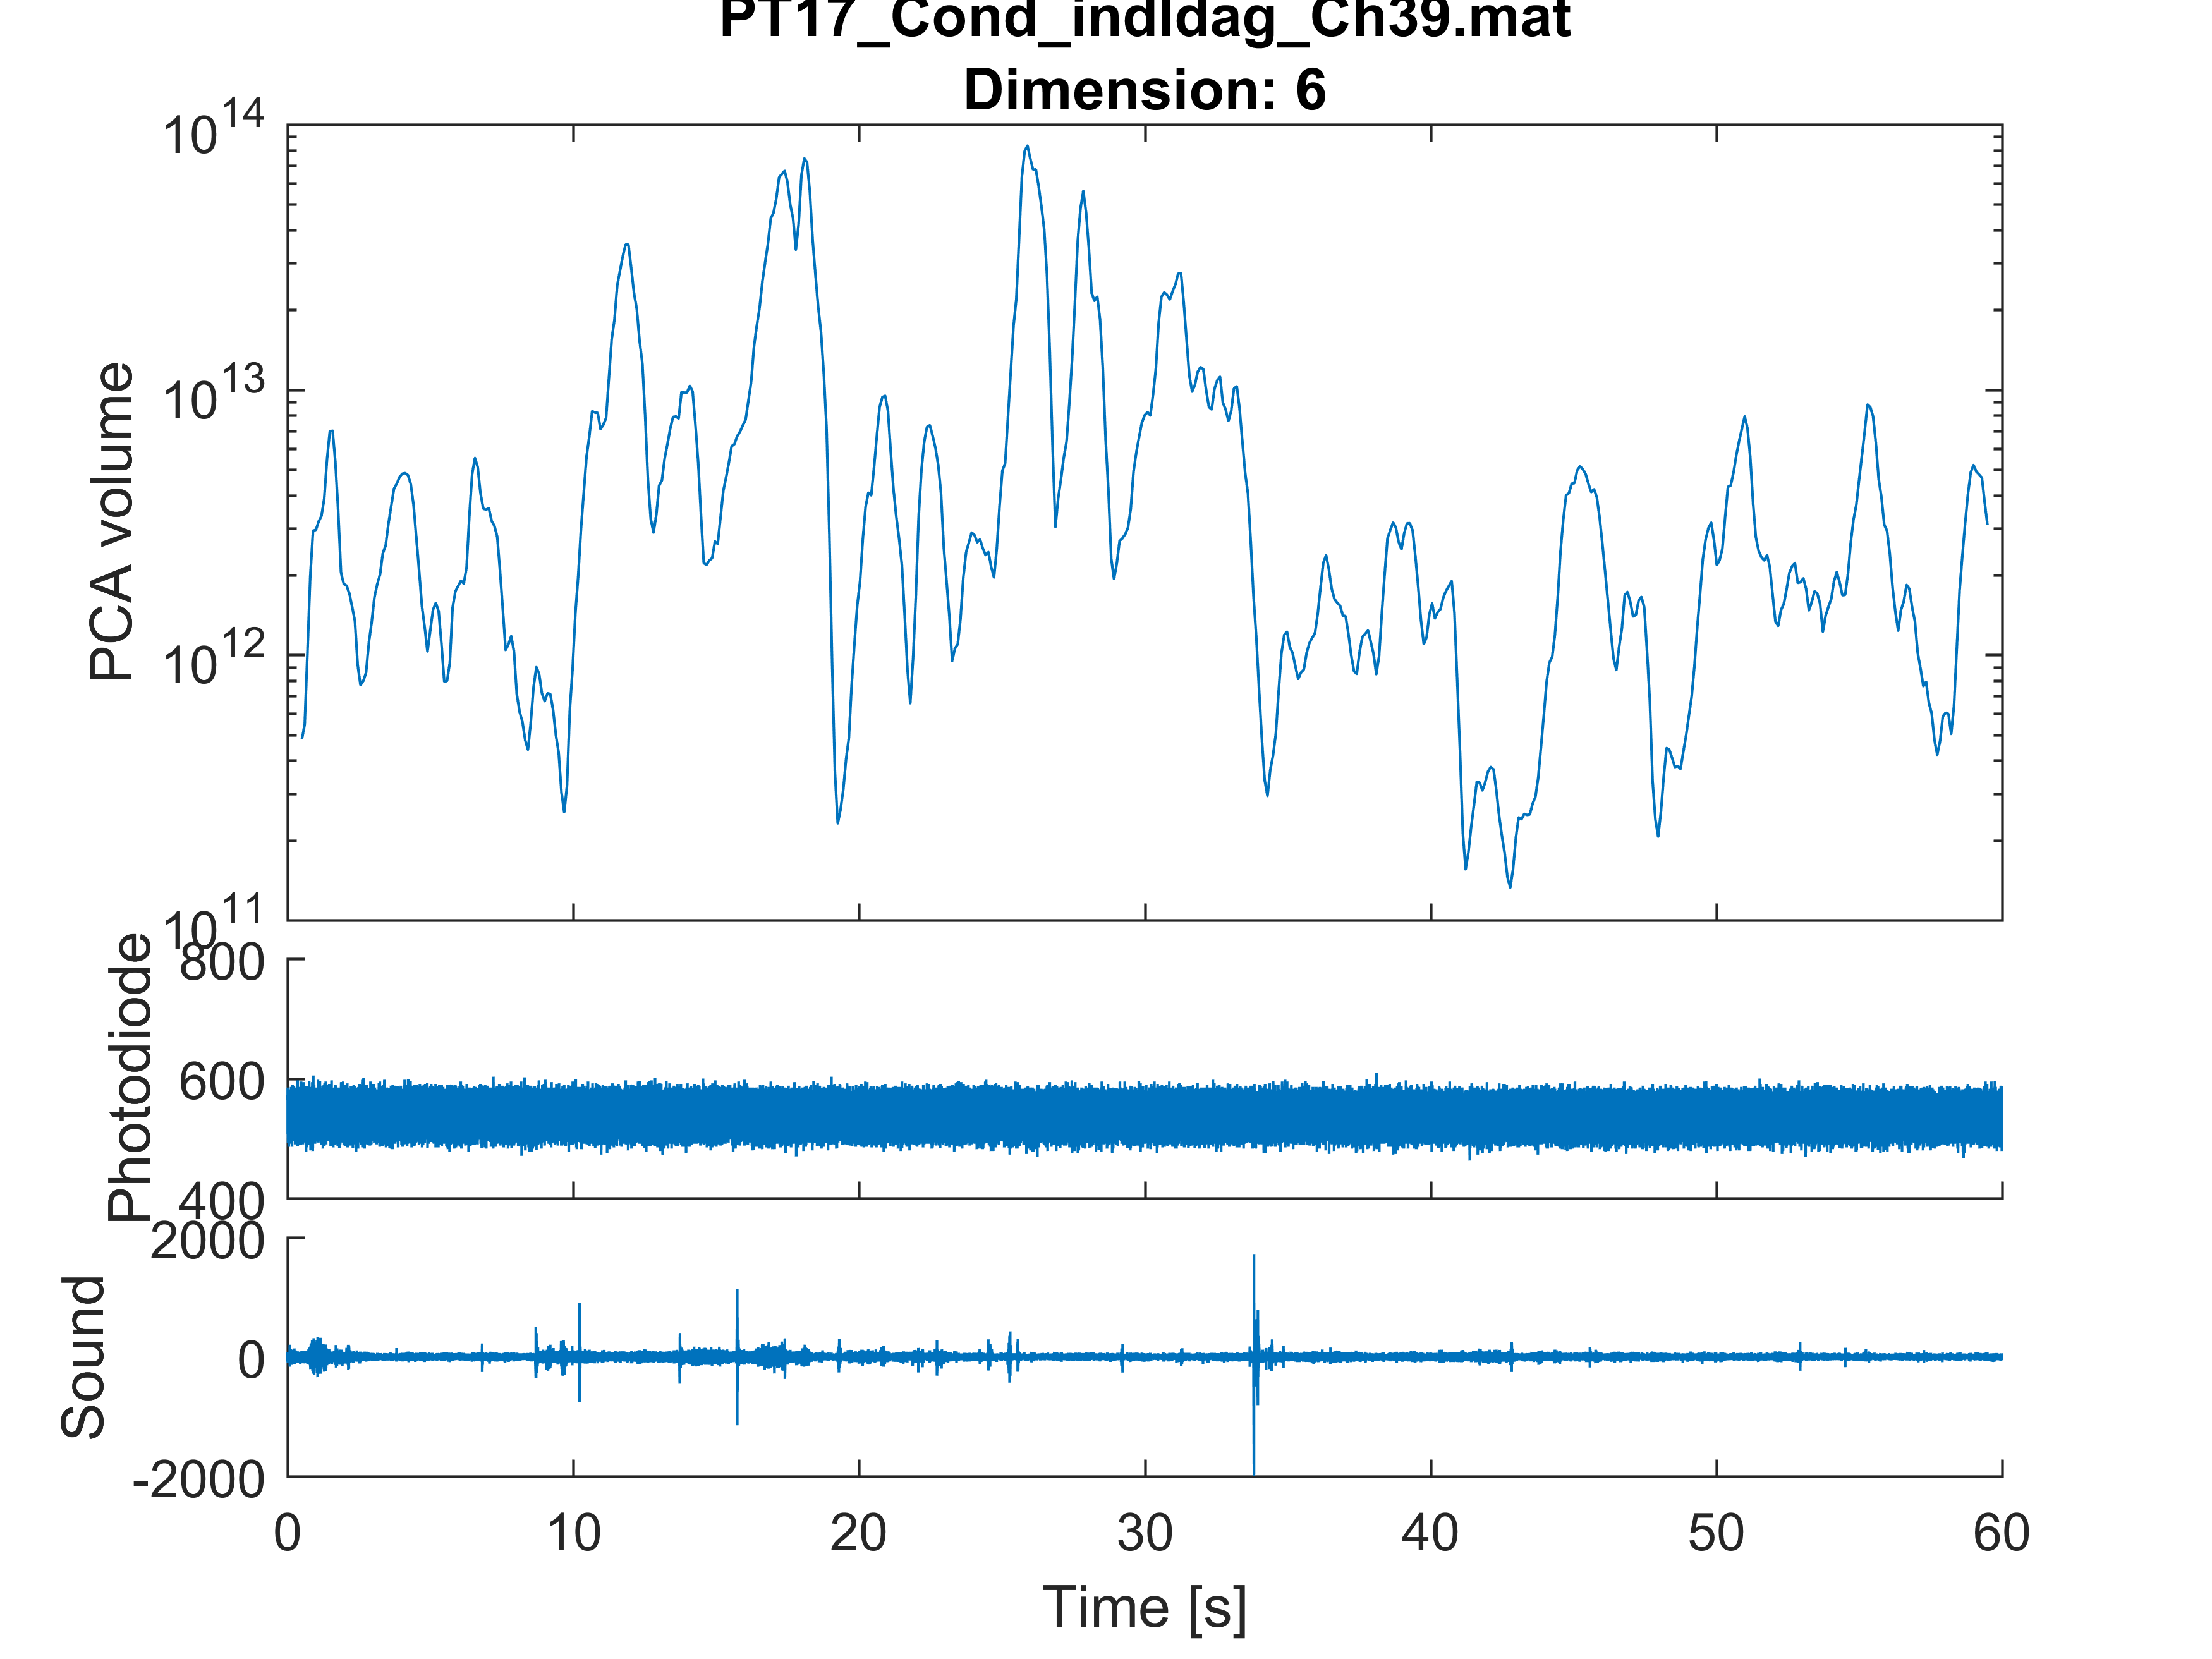 PT17_Cond_indIdag_Ch39.mat
Dimension: 6
10^14
10^13
10^12
10^11
PCA volume
800
600
400
Photodiode
2000
0
-2000
Sound
0 10 20 30 40 50 60
Time [s]